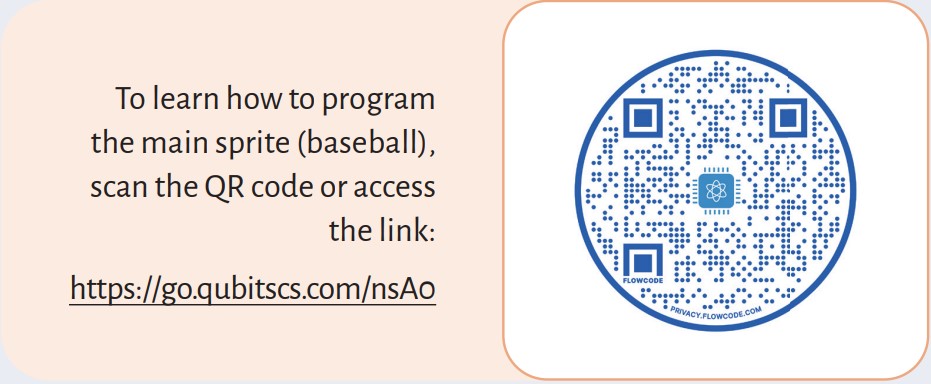 To learn how to program
the main sprite (baseball),
scan the QR code or access
the link:
https://go.qubitscs.com/nsAo
FLOWCODE
PRIVACY.FLOWCODE.COM